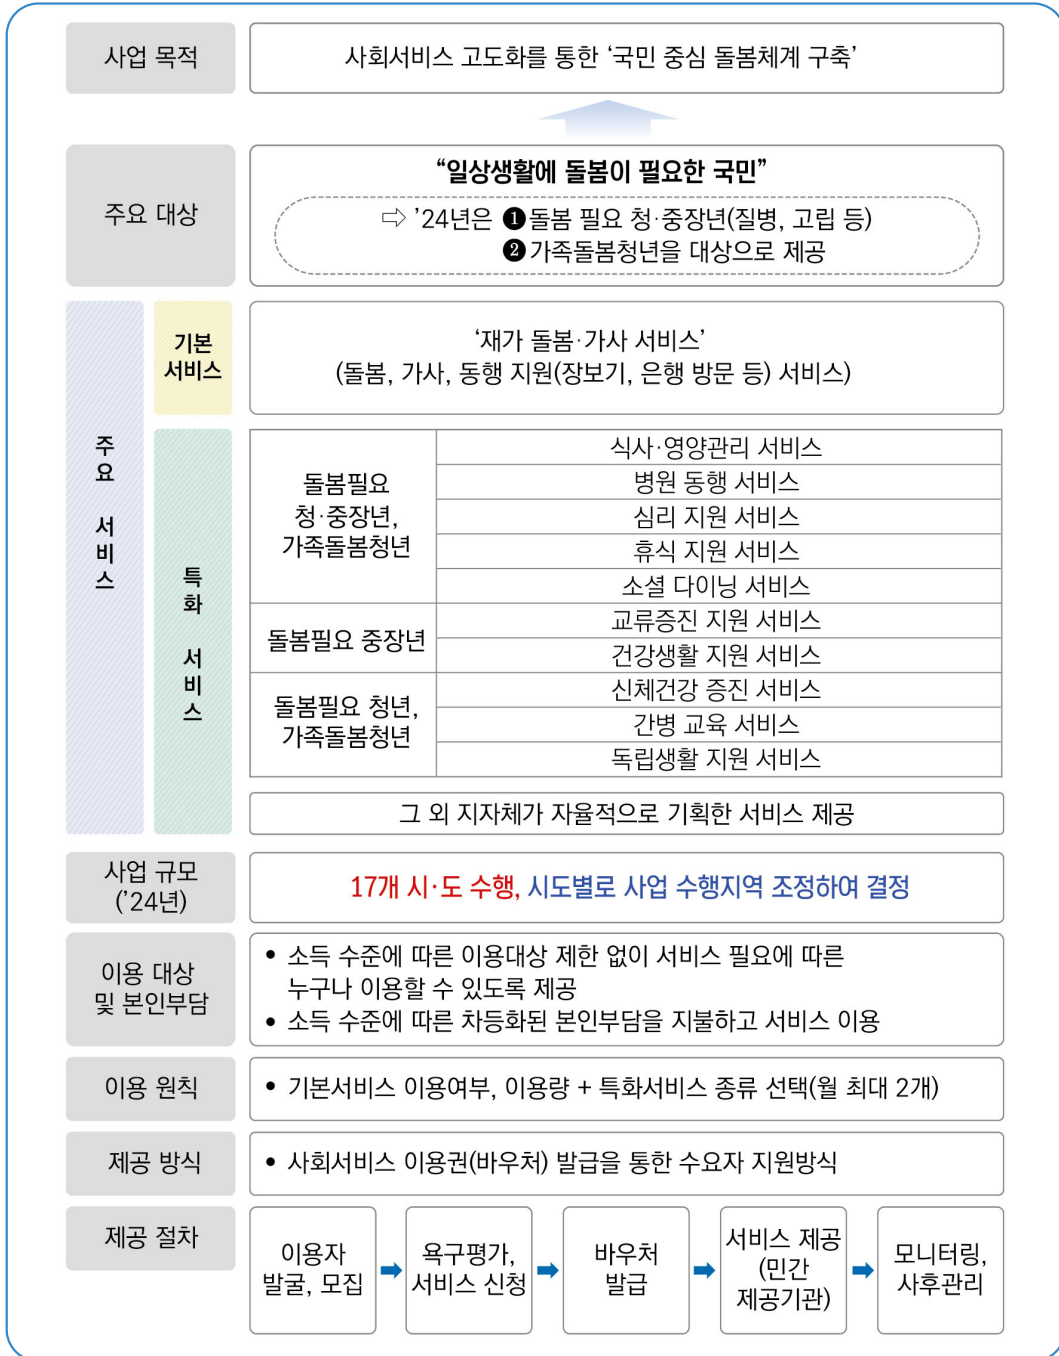 사업 목적
사회서비스 고도화를 통한 ‘국민 중심 돌봄체계 구축’
주요 대상
“일상생활에 돌봄이 필요한 국민”
⇨ ’24년은 ❶돌봄 필요 청·중장년(질병, 고립 등)
❷가족돌봄청년을 대상으로 제공
주요 서비스
기본
서비스
‘재가 돌봄·가사 서비스’
(돌봄, 가사, 동행 지원(장보기, 은행 방문 등) 서비스)
특화 서비스
돌봄필요
청·중장년,
가족돌봄청년
식사·영양관리 서비스
병원 동행 서비스
심리 지원 서비스
휴식 지원 서비스
소셜 다이닝 서비스
돌봄필요 중장년
교류증진 지원 서비스
건강생활 지원 서비스
돌봄필요 청년,
가족돌봄청년
신체건강 증진 서비스
간병 교육 서비스
독립생활 지원 서비스
그 외 지자체가 자율적으로 기획한 서비스 제공
사업 규모
(’24년)
17개 시·도 수행, 시도별로 사업 수행지역 조정하여 결정
이용 대상
및 본인부담
• 소득 수준에 따른 이용대상 제한 없이 서비스 필요에 따른
누구나 이용할 수 있도록 제공
• 소득 수준에 따른 차등화된 본인부담을 지불하고 서비스 이용
이용 원칙
• 기본서비스 이용여부, 이용량 + 특화서비스 종류 선택(월 최대 2개)
제공 방식
• 사회서비스 이용권(바우처) 발급을 통한 수요자 지원방식
제공 절차
이용자
발굴, 모집
욕구평가,
서비스 신청
바우처
발급
서비스 제공
(민간
제공기관)
모니터링,
사후관리